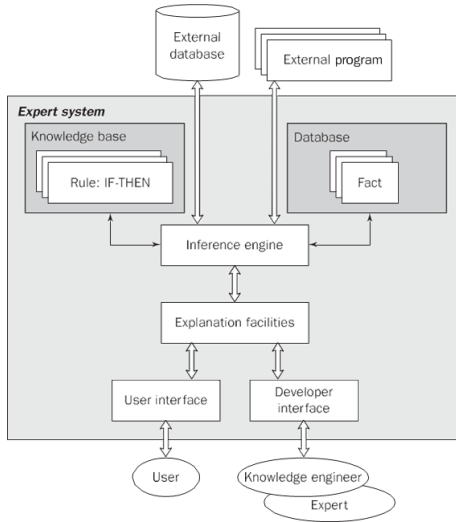 External
database
External program
Expert system
Knowledge base
Rule: IF-THEN
Database
Fact
Inference engine
Explanation facilities
User interface
Developer
interface
User
Knowledge engineer
Expert